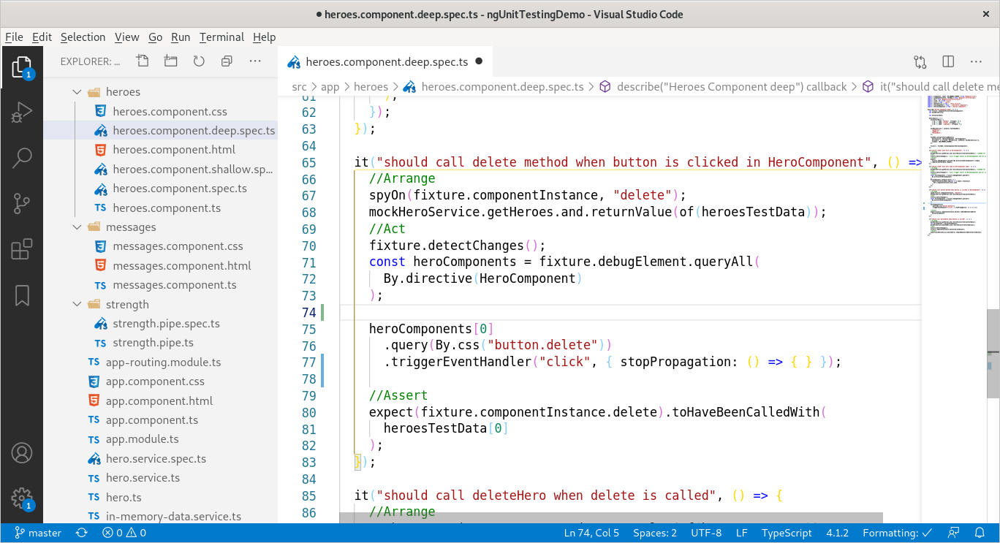 ● heroes.component.deep.spec.ts - ngUnitTestingDemo - Visual Studio Code
File Edit Selection View Go Run Terminal Help
EXPLORER: ...
heroes.component.deep.spec.ts ●
src > app > heroes > heroes.component.deep.spec.ts > describe("Heroes Component deep") callback > it("should call delete me
1
heroes
heroes.component.css
heroes.component.deep.spec.ts
heroes.component.html
heroes.component.shallow.sp...
heroes.component.spec.ts
TS heroes.component.ts
messages
messages.component.css
messages.component.html
TS messages.component.ts
strength
strength.pipe.spec.ts
TS strength.pipe.ts
TS app-routing.module.ts
app.component.css
app.component.html
TS app.component.ts
TS app.module.ts
hero.service.spec.ts
TS hero.service.ts
TS hero.ts
TS in-memory-data.service.ts
1
61 );
62 });
63 });
64
65 it("should call delete method when button is clicked in HeroComponent", () =>
66 //Arrange
67 spyOn(fixture.componentInstance, "delete");
68 mockHeroService.getHeroes.and.returnValue(of(heroesTestData));
69 //Act
70 fixture.detectChanges();
71 const heroComponents = fixture.debugElement.queryAll(
72 By.directive(HeroComponent)
73 );
74
75 heroComponents[0]
76 .query(By.css("button.delete"))
77 .triggerEventHandler("click", { stopPropagation: () => { } });
78
79 //Assert
80 expect(fixture.componentInstance.delete).toHaveBeenCalledWith(
81 heroesTestData[0]
82 );
83 });
84
85 it("should call deleteHero when delete is called", () => {
86 //Arrange
master 0 0 Ln 74, Col 5 Spaces: 2 UTF-8 LF TypeScript 4.1.2 Formatting: ✓